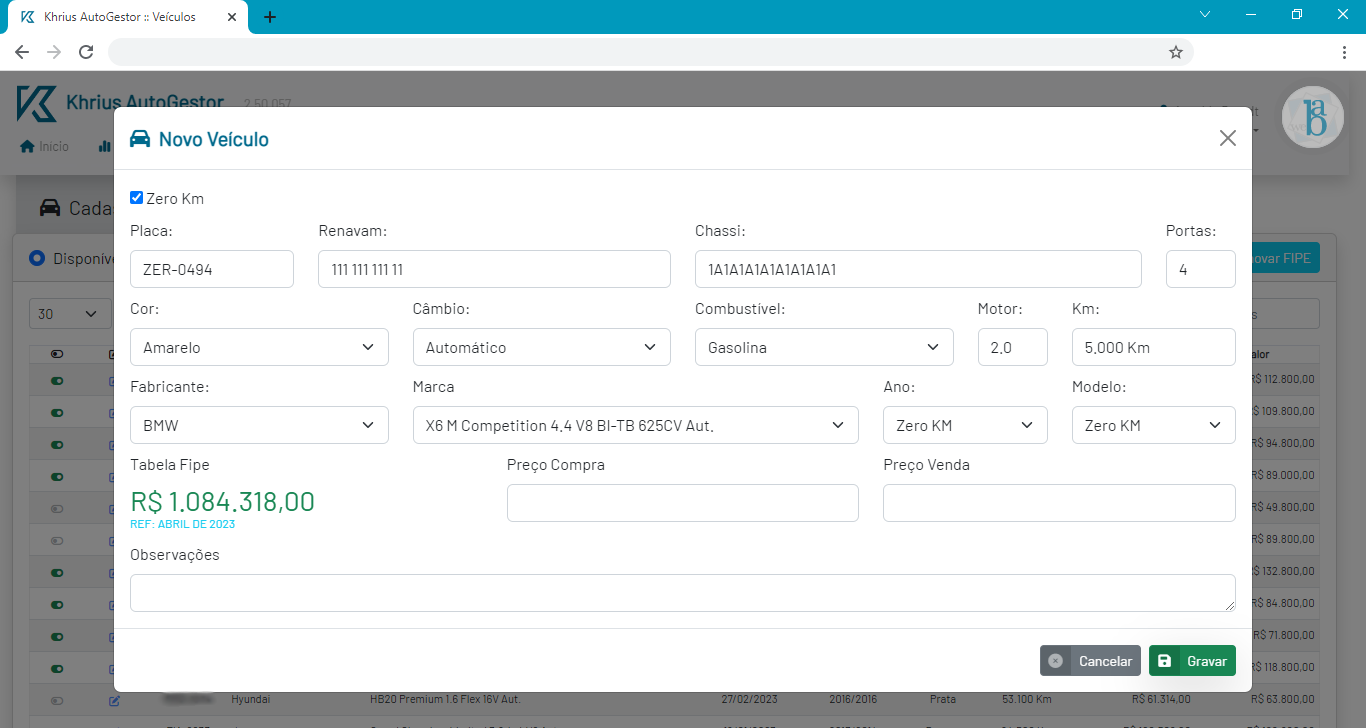 Khrius AutoGestor :: Veículos
Khrius AutoGestor 2.50.057
Início
Novo Veículo
Cada
Disponíve
ovar FIPE
30
Zero Km
Placa: Renavam: Chassi: Portas:
ZER-0494 111 111 111 11 1A1A1A1A1A1A1A1A1 4
Cor: Câmbio: Combustível: Motor: Km:
Amarelo Automático Gasolina 2.0 5.000 Km
Fabricante: Marca Ano: Modelo:
BMW X6 M Competition 4.4 V8 BI-TB 625CV Aut. Zero KM Zero KM
Tabela Fipe Preço Compra Preço Venda
R$ 1.084.318,00
REF: ABRIL DE 2023
Observações
Cancelar Gravar
alor
R$ 112.800,00
R$ 109.800,00
R$ 94.800,00
R$ 89.000,00
R$ 49.800,00
R$ 89.800,00
R$ 132.800,00
R$ 84.800,00
R$ 71.800,00
R$ 118.800,00
Hyundai HB20 Premium 1.6 Flex 16V Aut. 27/02/2023 2016/2016 Prata 53.100 Km R$ 61.314,00 R$ 63.800,00